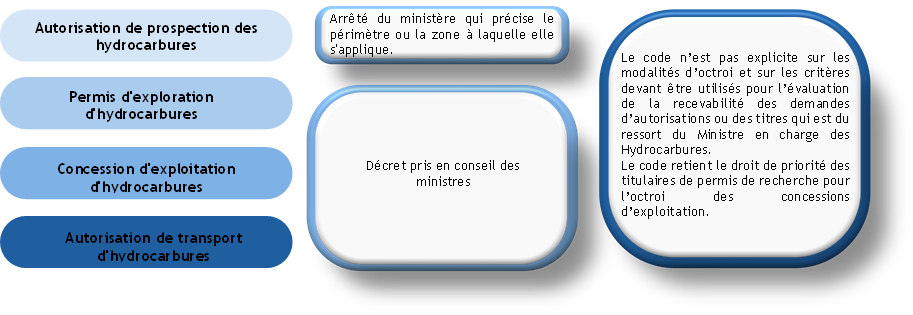 Autorisation de prospection des
hydrocarbures
Permis d'exploration
d'hydrocarbures
Concession d'exploitation
d'hydrocarbures
Autorisation de transport
d'hydrocarbures
Arrêté du ministère qui précise le
périmètre ou la zone à laquelle elle
s'applique.
Décret pris en conseil des
ministres
Le code n’est pas explicite sur les
modalités d’octroi et sur les critères
devant être utilisés pour l’évaluation
de la recevabilité des demandes
d’autorisations ou des titres qui est du
ressort du Ministre en charge des
Hydrocarbures.
Le code retient le droit de priorité des
titulaires de permis de recherche pour
l’octroi des concessions
d’exploitation.